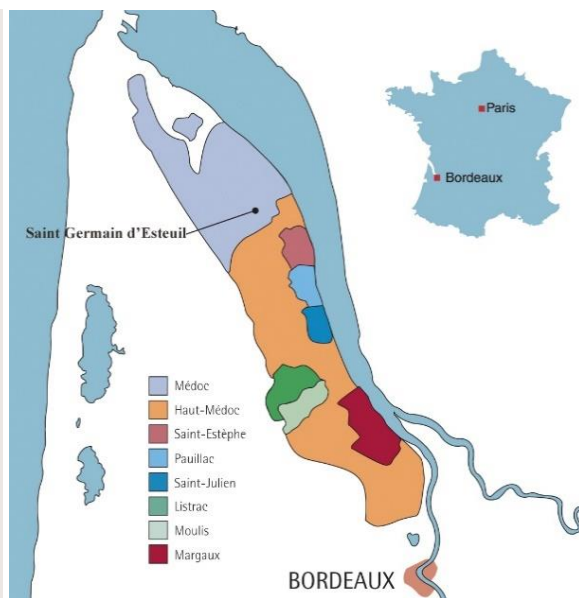 Paris
Bordeaux
Saint Germain d'Esteuil
Médoc
Haut-Médoc
Saint-Estèphe
Pauillac
Saint-Julien
Listrac
Moulis
Margaux
BORDEAUX